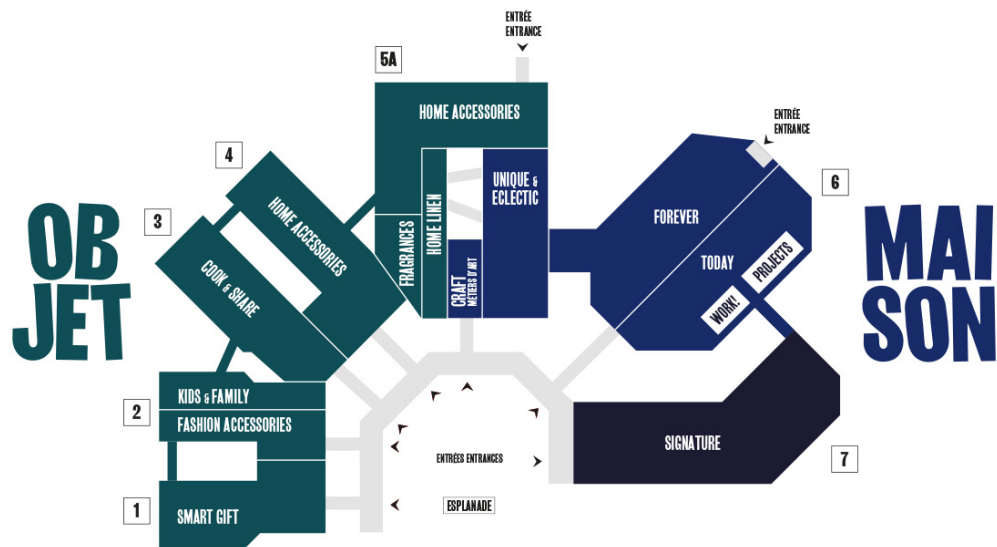 ENTRÉE
ENTRANCE
5A
HOME ACCESSORIES
ENTRÉE
ENTRANCE
4
UNIQUE &
ECLECTIC
6
HOME ACCESSORIES
HOME LINEN
FOREVER
OB
JET
3
FRAGRANCES
TODAY
PROJECTS
MAI
SON
COOK & SHARE
CRAFT
METIERS D'ART
WORK!
KIDS & FAMILY
2
FASHION ACCESSORIES
SIGNATURE
7
ENTRÉES ENTRANCES
ESPLANADE
1
SMART GIFT